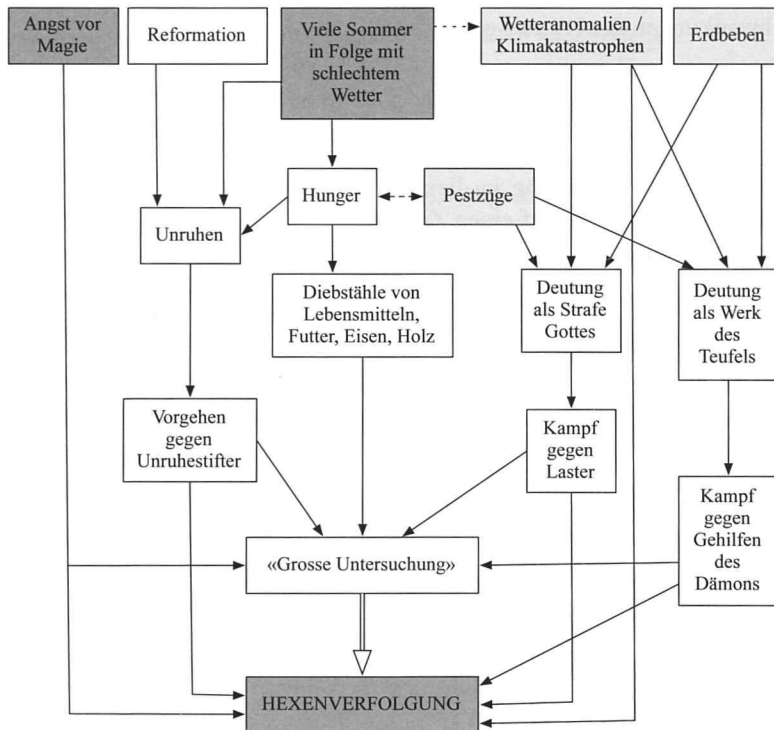 Angst vor
Magie
Reformation
Viele Sommer
in Folge mit
schlechtem
Wetter
Wetteranomalien /
Klimakatastrophen
Erdbeben
Hunger
Pestzüge
Unruhen
Diebstähle von
Lebensmitteln,
Futter, Eisen, Holz
Deutung
als Strafe
Gottes
Deutung
als Werk
des
Teufels
Vorgehen
gegen
Unruhestifter
Kampf
gegen
Laster
Kampf
gegen
Gehilfen
des
Dämons
«Grosse Untersuchung»
HEXENVERFOLGUNG